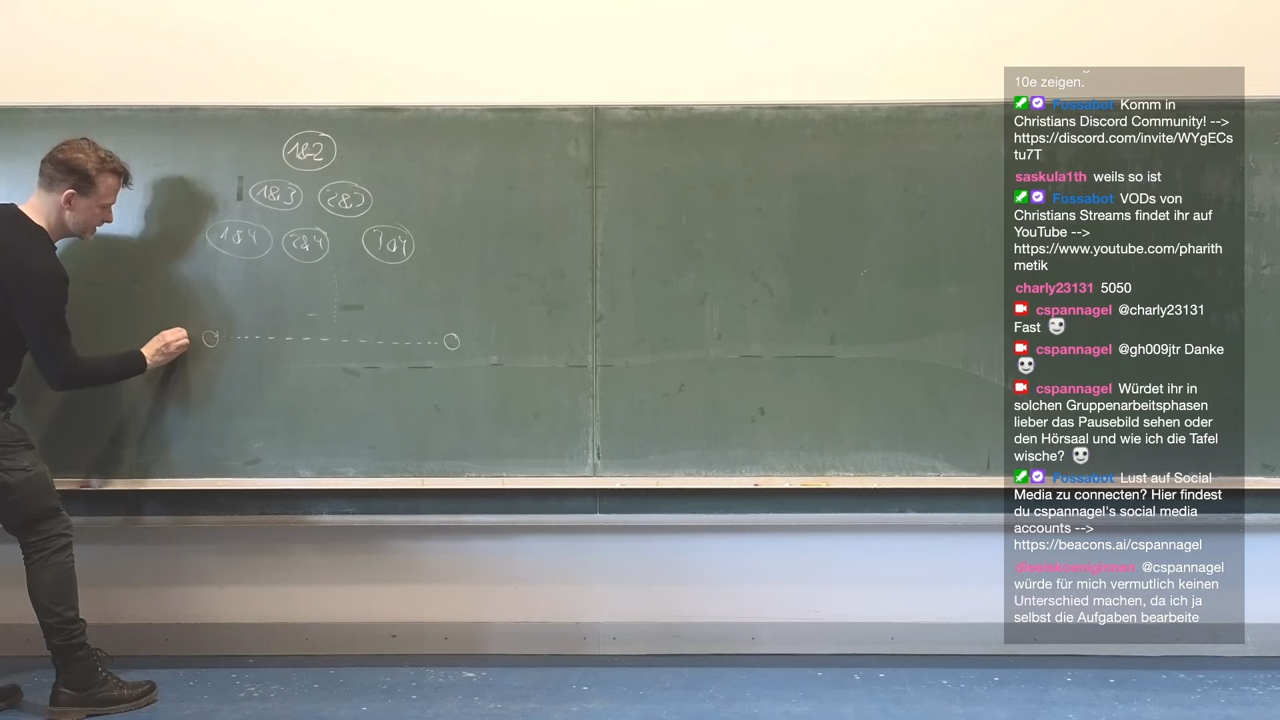 1&2
1&3 2&3
1&4 2&4 3&4
10e zeigen.
Fossabot Komm in
Christians Discord Community! -->
https://discord.com/invite/WYgECs
tu7T
saskula1th weils so ist
Fossabot VODs von
Christians Streams findet ihr auf
YouTube -->
https://www.youtube.com/pharith
metik
charly23131 5050
cspannagel @charly23131
Fast
cspannagel @gh009jtr Danke
cspannagel Würdet ihr in
solchen Gruppenarbeitsphasen
lieber das Pausebild sehen oder
den Hörsaal und wie ich die Tafel
wische?
Fossabot Lust auf Social
Media zu connecten? Hier findest
du cspannagel's social media
accounts -->
https://beacons.ai/cspannagel
@cspannagel
würde für mich vermutlich keinen
Unterschied machen, da ich ja
selbst die Aufgaben bearbeite